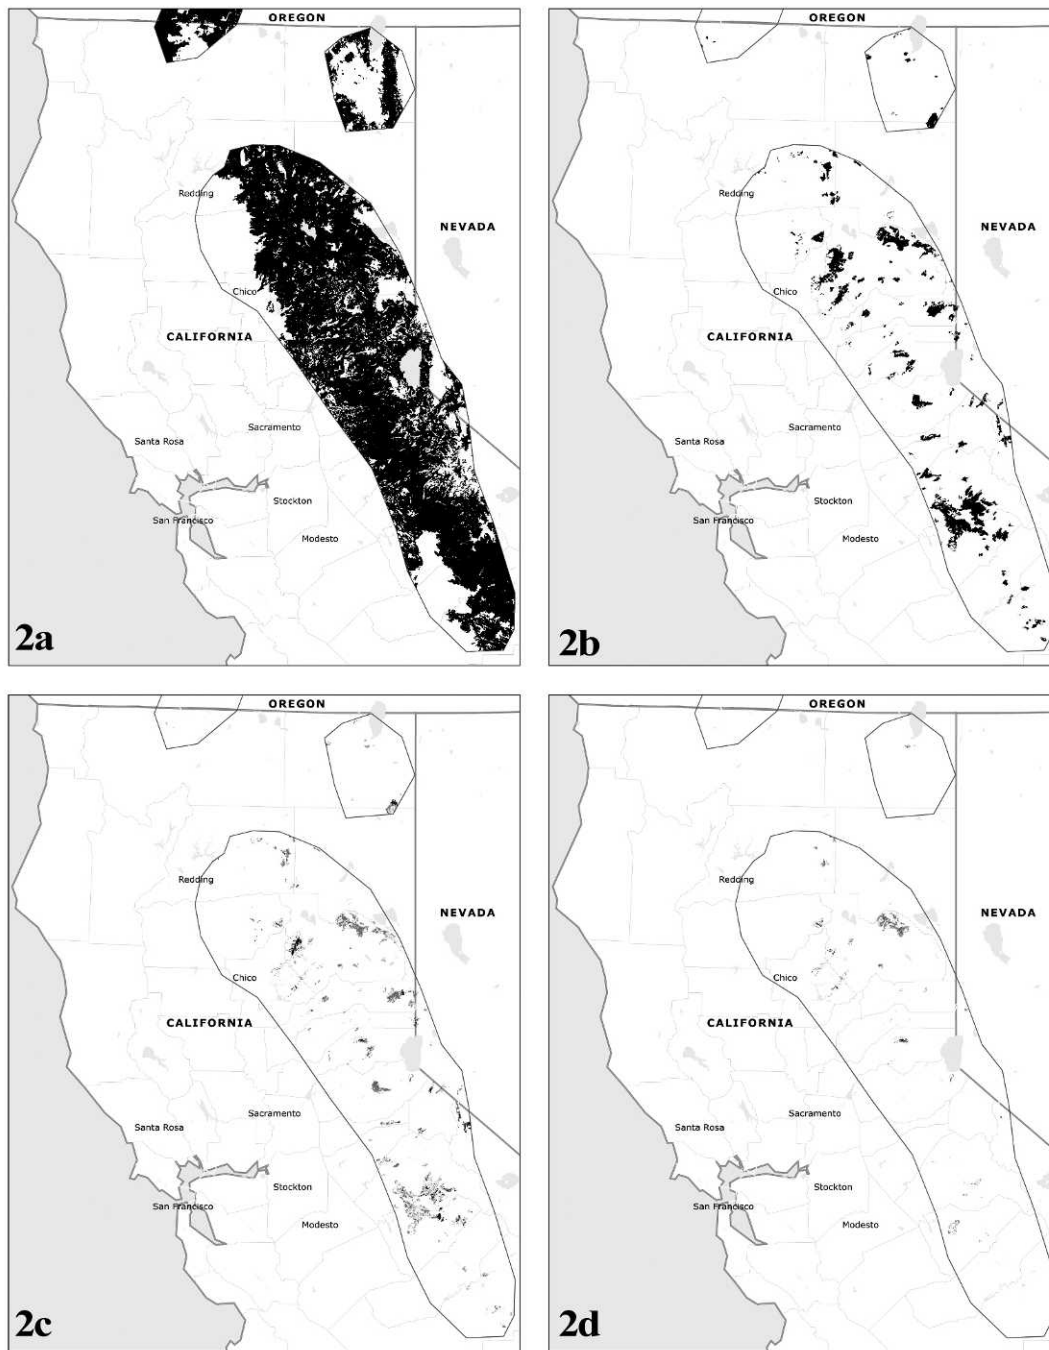 OREGON
Redding
NEVADA
Chico
CALIFORNIA
Sacramento
Santa Rosa
Stockton
San Francisco
Modesto
2a
OREGON
Redding
NEVADA
Chico
CALIFORNIA
Sacramento
Santa Rosa
Stockton
San Francisco
Modesto
2b
OREGON
Redding
NEVADA
Chico
CALIFORNIA
Sacramento
Santa Rosa
Stockton
San Francisco
Modesto
2c
OREGON
Redding
NEVADA
Chico
CALIFORNIA
Sacramento
Santa Rosa
Stockton
San Francisco
Modesto
2d